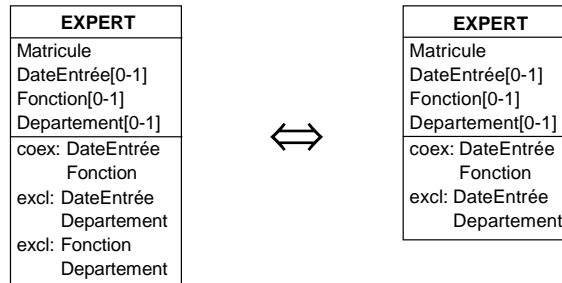 EXPERT
Matricule
DateEntrée[0-1]
Fonction[0-1]
Departement[0-1]
coex: DateEntrée
Fonction
excl: DateEntrée
Departement
excl: Fonction
Departement
⇔
EXPERT
Matricule
DateEntrée[0-1]
Fonction[0-1]
Departement[0-1]
coex: DateEntrée
Fonction
excl: DateEntrée
Departement